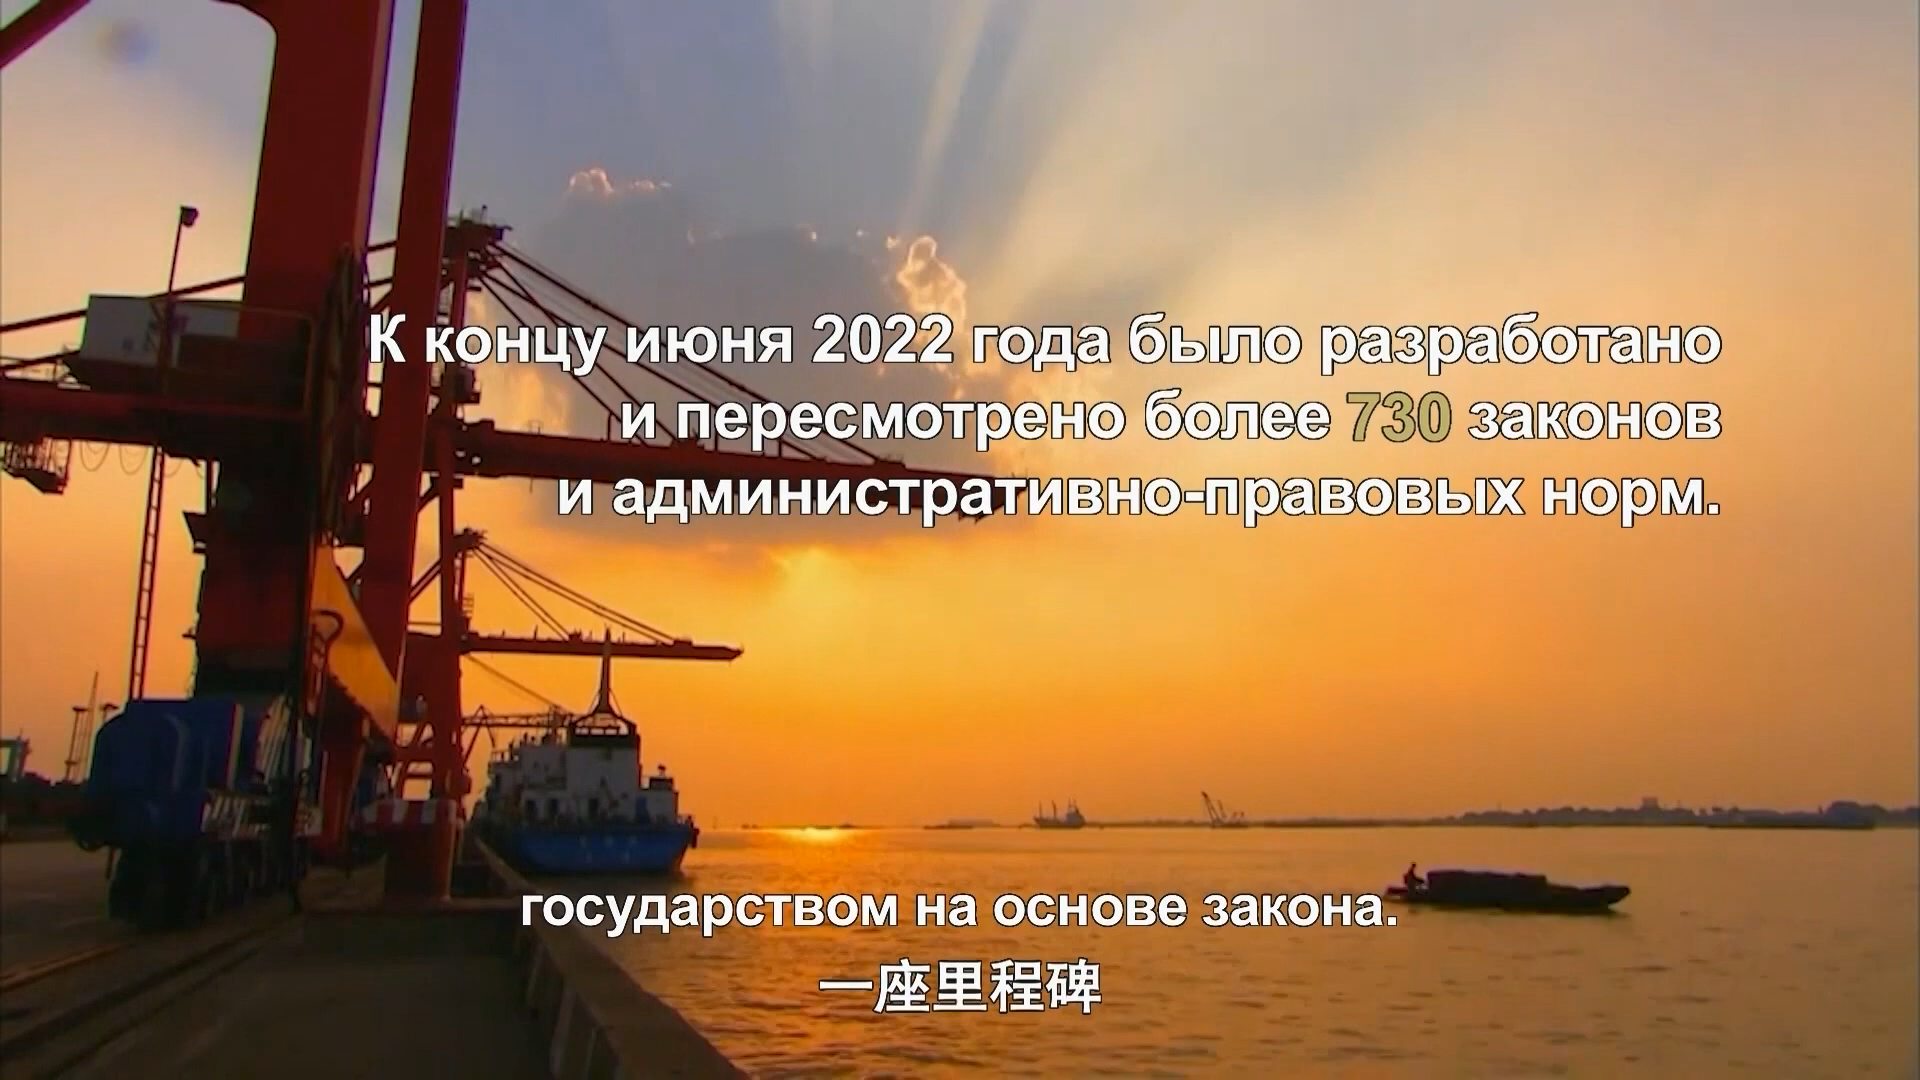 К концу июня 2022 года было разработано
и пересмотрено более 730 законов
и административно-правовых норм.
государством на основе закона.
一座里程碑